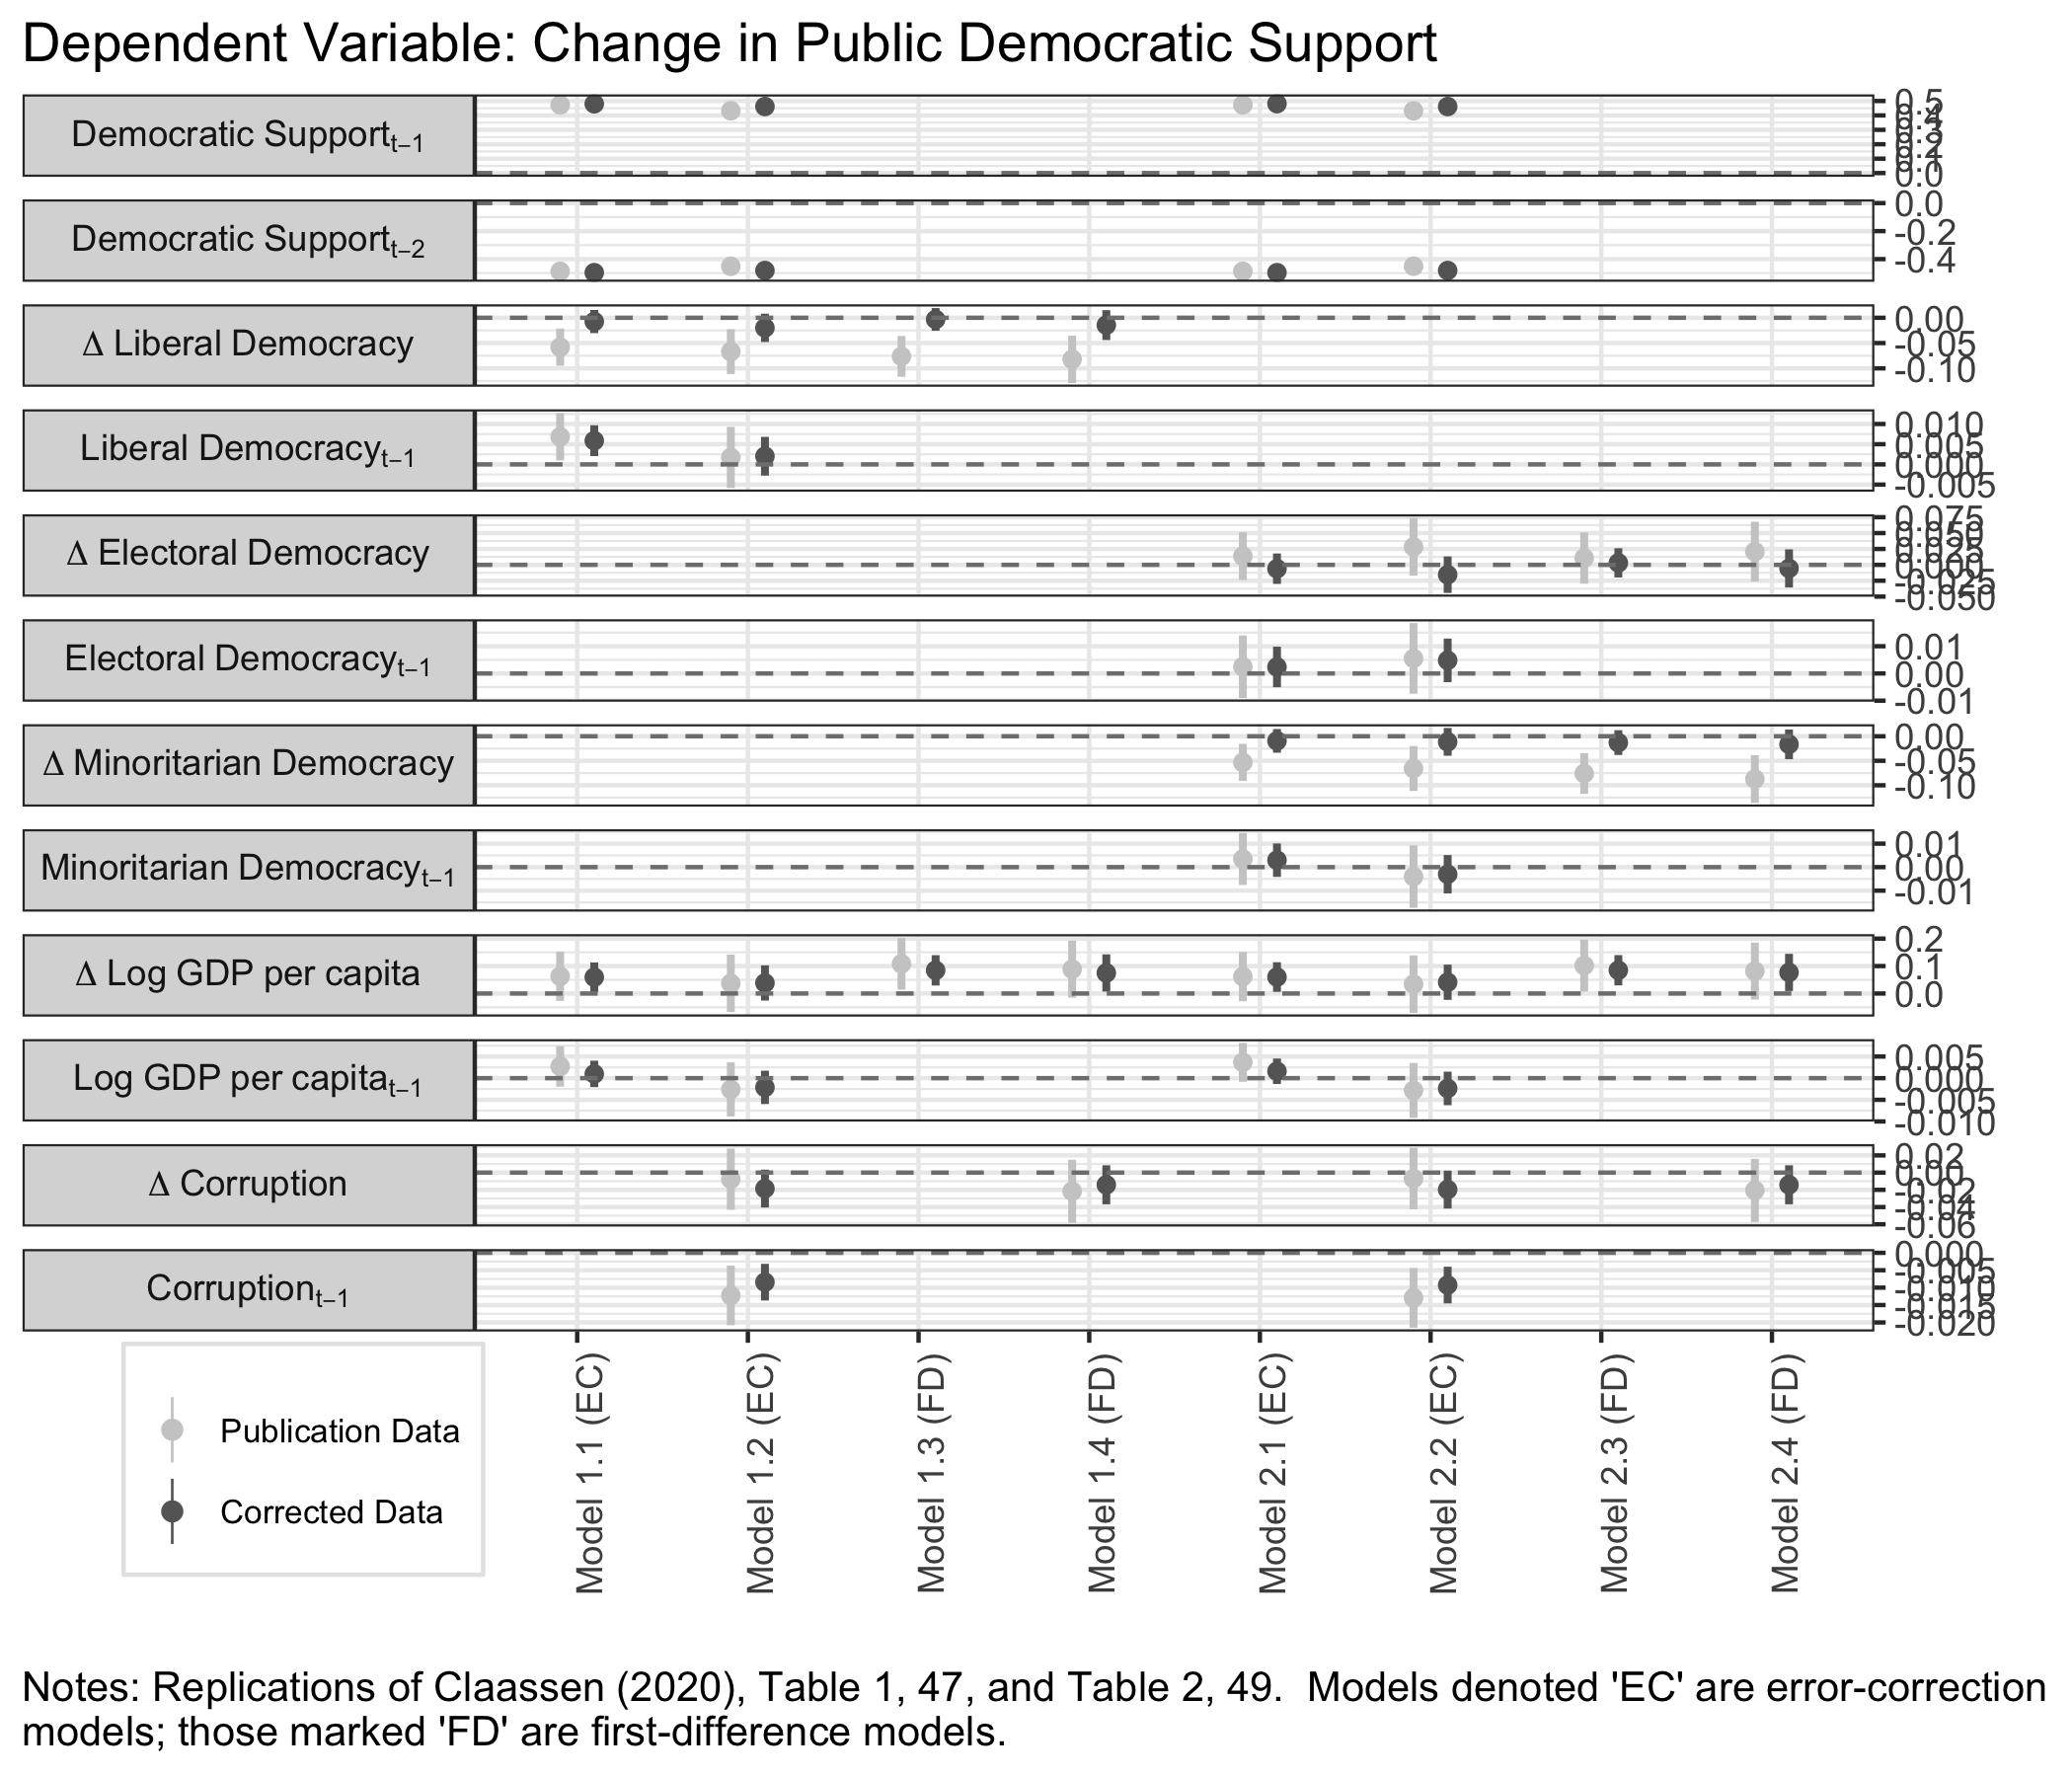 Dependent Variable: Change in Public Democratic Support
Democratic Supportt−1
0.5
0.4
0.3
0.2
0.1
0.0
Democratic Supportt−2
0.0
-0.2
-0.4
Δ Liberal Democracy
0.00
-0.05
-0.10
Liberal Democracyt−1
0.010
0.005
0.000
-0.005
Δ Electoral Democracy
0.075
0.050
0.025
0.000
-0.025
-0.050
Electoral Democracyt−1
0.01
0.00
-0.01
Δ Minoritarian Democracy
0.00
-0.05
-0.10
Minoritarian Democracyt−1
0.01
0.00
-0.01
Δ Log GDP per capita
0.2
0.1
0.0
Log GDP per capitat−1
0.005
0.000
-0.005
-0.010
Δ Corruption
0.02
0.00
-0.02
-0.04
-0.06
Corruptiont−1
0.000
-0.005
-0.010
-0.015
-0.020
Model 1.1 (EC)
Model 1.2 (EC)
Model 1.3 (FD)
Model 1.4 (FD)
Model 2.1 (EC)
Model 2.2 (EC)
Model 2.3 (FD)
Model 2.4 (FD)
Publication Data
Corrected Data
Notes: Replications of Claassen (2020), Table 1, 47, and Table 2, 49.  Models denoted 'EC' are error-correction
models; those marked 'FD' are first-difference models.